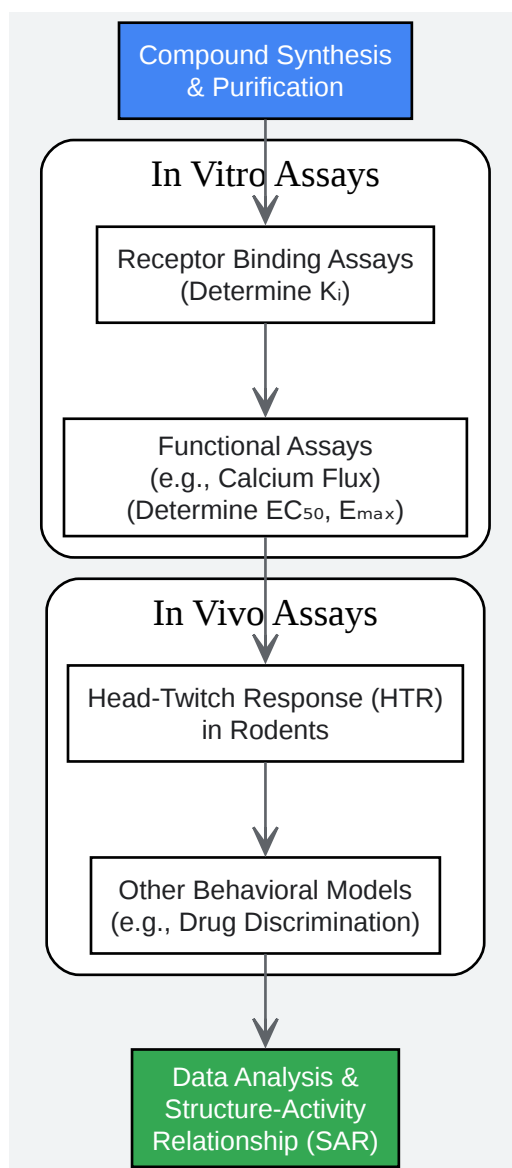 Compound Synthesis
& Purification
In Vitro Assays
Receptor Binding Assays
(Determine Kᵢ)
Functional Assays
(e.g., Calcium Flux)
(Determine EC₅₀, Eₘₐₓ)
In Vivo Assays
Head-Twitch Response (HTR)
in Rodents
Other Behavioral Models
(e.g., Drug Discrimination)
Data Analysis &
Structure-Activity
Relationship (SAR)